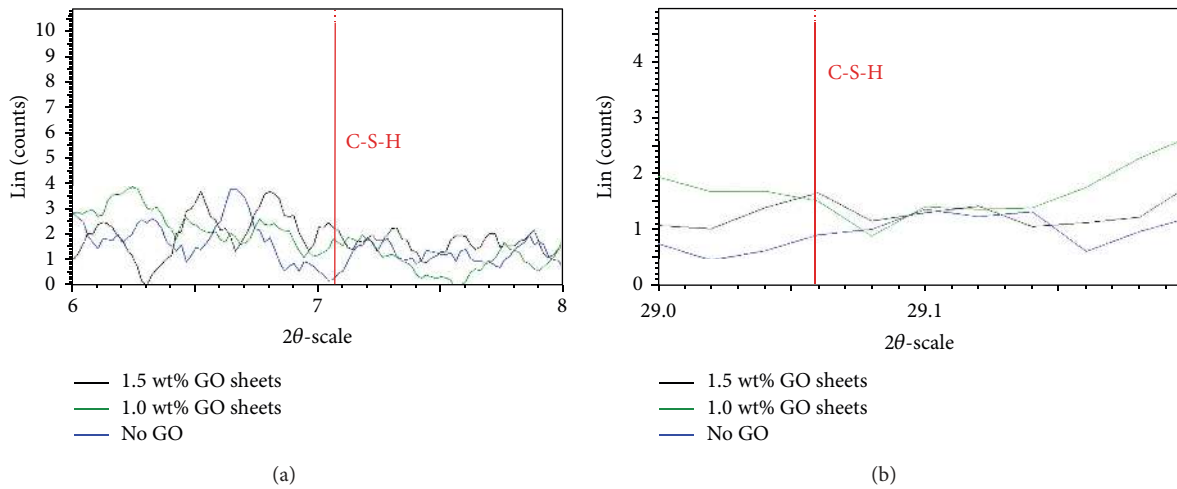 10
9
8
7
6
5
4
3
2
1
0
Lin (counts)
C-S-H
6
7
8
2θ-scale
1.5 wt% GO sheets
1.0 wt% GO sheets
No GO
(a)
4
3
2
1
0
Lin (counts)
C-S-H
29.0
29.1
2θ-scale
1.5 wt% GO sheets
1.0 wt% GO sheets
No GO
(b)